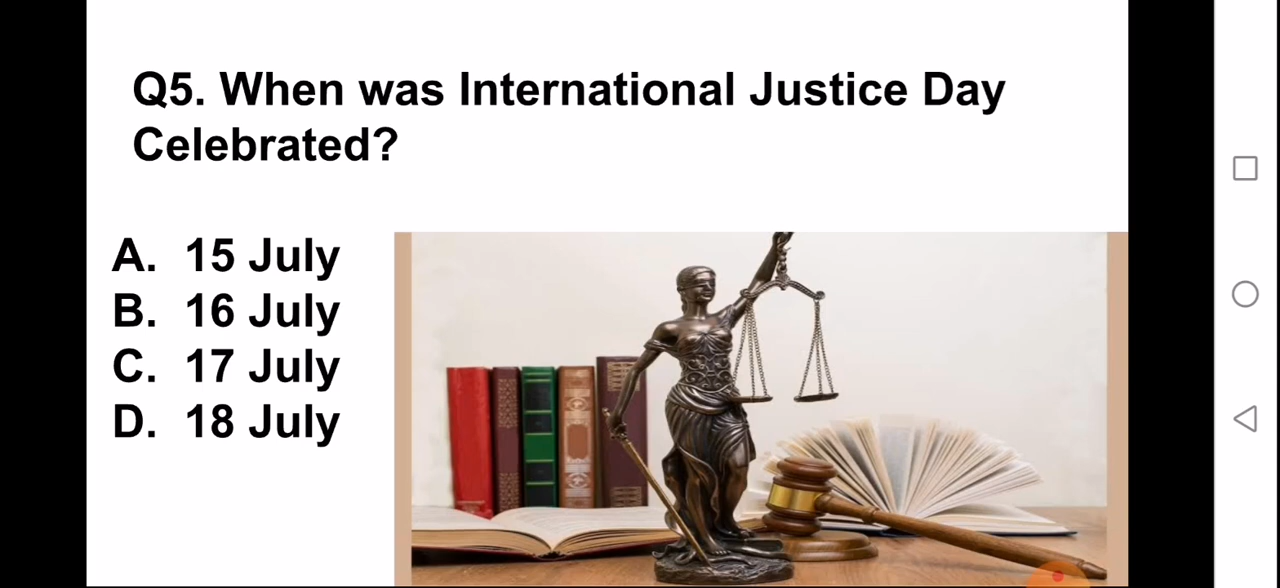 Q5. When was International Justice Day
Celebrated?
A. 15 July
B. 16 July
C. 17 July
D. 18 July